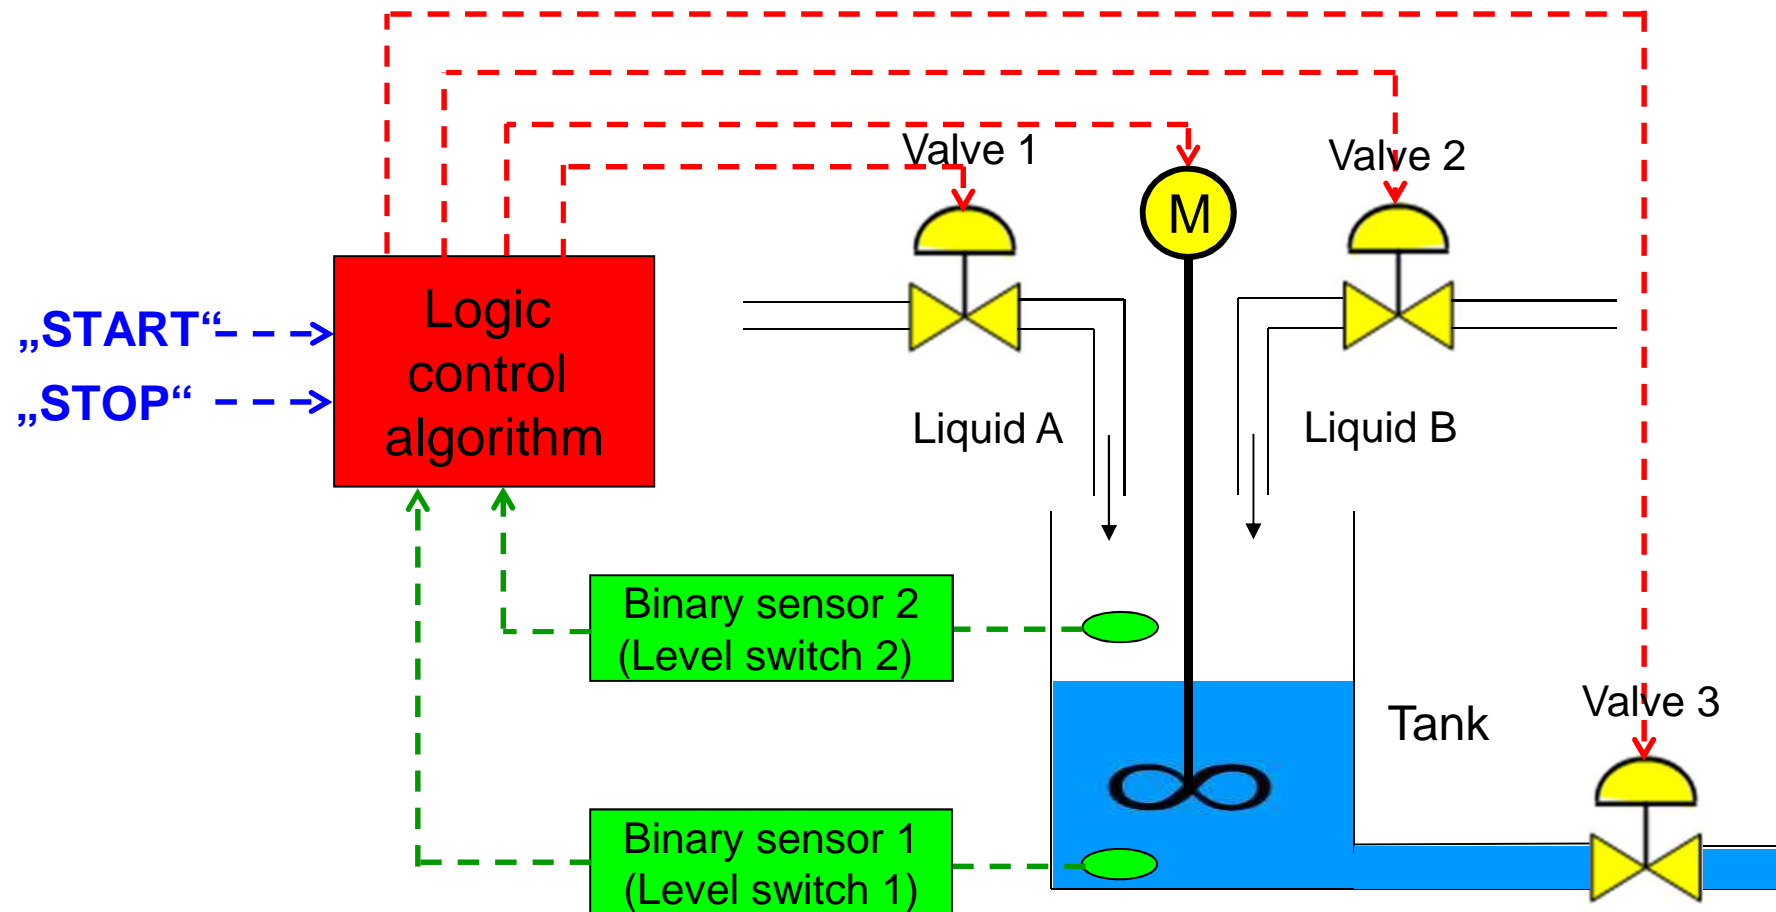 Valve 1
Valve 2
M
Logic
control
algorithm
„START“
„STOP“
Liquid A
Liquid B
Binary sensor 2
(Level switch 2)
Valve 3
Tank
Binary sensor 1
(Level switch 1)